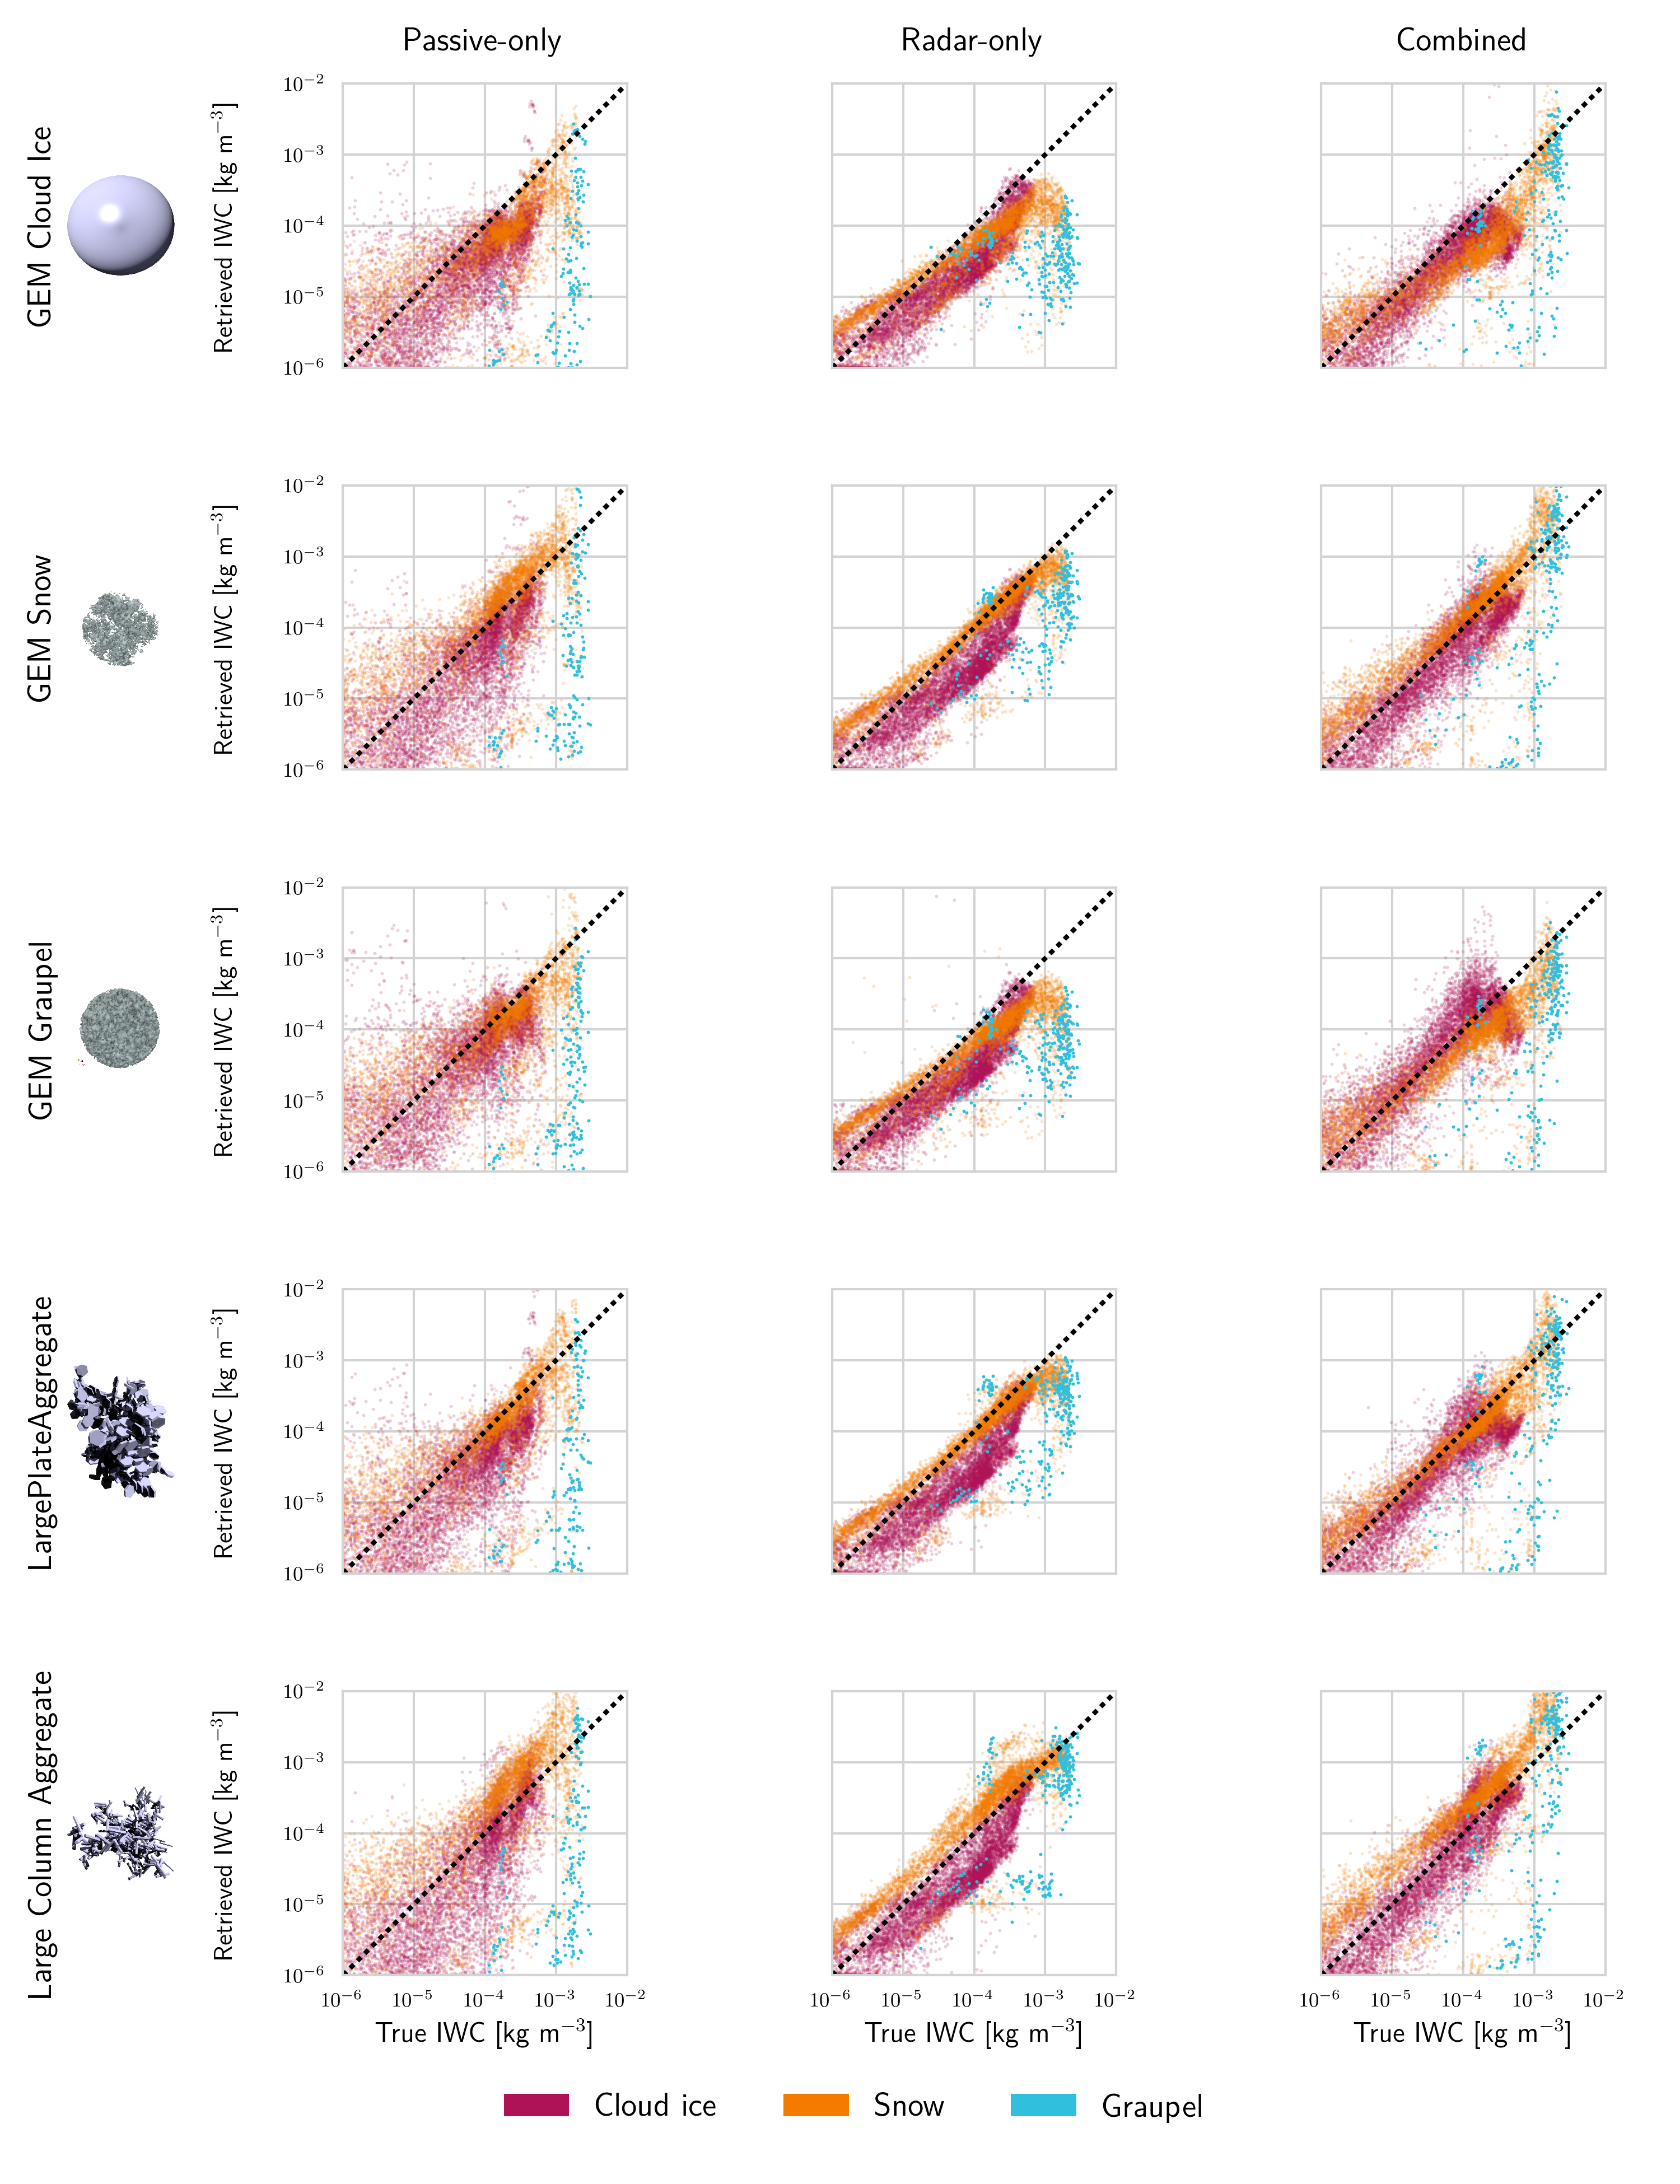 Passive-only Radar-only Combined
GEM Cloud Ice
Retrieved IWC [kg m⁻³]
10⁻²
10⁻³
10⁻⁴
10⁻⁵
10⁻⁶
GEM Snow
Retrieved IWC [kg m⁻³]
10⁻²
10⁻³
10⁻⁴
10⁻⁵
10⁻⁶
GEM Graupel
Retrieved IWC [kg m⁻³]
10⁻²
10⁻³
10⁻⁴
10⁻⁵
10⁻⁶
LargePlateAggregate
Retrieved IWC [kg m⁻³]
10⁻²
10⁻³
10⁻⁴
10⁻⁵
10⁻⁶
Large Column Aggregate
Retrieved IWC [kg m⁻³]
10⁻²
10⁻³
10⁻⁴
10⁻⁵
10⁻⁶
10⁻⁶ 10⁻⁵ 10⁻⁴ 10⁻³ 10⁻² 10⁻⁶ 10⁻⁵ 10⁻⁴ 10⁻³ 10⁻² 10⁻⁶ 10⁻⁵ 10⁻⁴ 10⁻³ 10⁻²
True IWC [kg m⁻³] True IWC [kg m⁻³] True IWC [kg m⁻³]
Cloud ice Snow Graupel